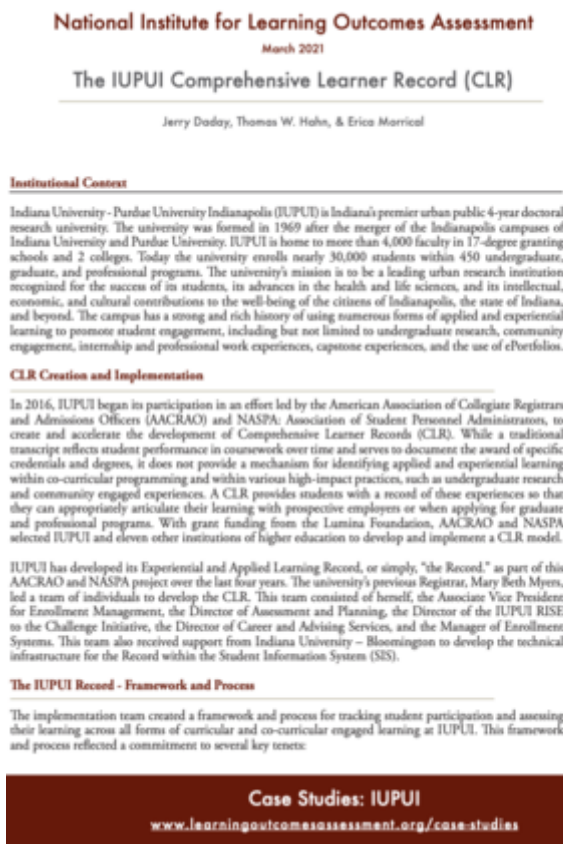 National Institute for Learning Outcomes Assessment
March 2021
The IUPUI Comprehensive Learner Record (CLR)
Jerry Daday, Thomas W. Hahn, & Erica Morrical
Institutional Context
Indiana University - Purdue University Indianapolis (IUPUI) is Indiana's premier urban public 4-year doctoral
research university. The university was formed in 1969 after the merger of the Indianapolis campuses of
Indiana University and Purdue University. IUPUI is home to more than 4,000 faculty in 17-degree granting
schools and 2 colleges. Today the university enrolls nearly 30,000 students within 450 undergraduate,
graduate, and professional programs. The university's mission is to be a leading urban research institution
recognized for the success of its students, its advances in the health and life sciences, and its intellectual,
economic, and cultural contributions to the well-being of the citizens of Indianapolis, the state of Indiana,
and beyond. The campus has a strong and rich history of using numerous forms of applied and experiential
learning to promote student engagement, including but not limited to undergraduate research, community
engagement, internship and professional work experiences, capstone experiences, and the use of ePortfolios.
CLR Creation and Implementation
In 2016, IUPUI began its participation in an effort led by the American Association of Collegiate Registrars
and Admissions Officers (AACRAO) and NASPA: Association of Student Personnel Administrators, to
create and accelerate the development of Comprehensive Learner Records (CLR). While a traditional
transcript reflects student performance in coursework over time and serves to document the award of specific
credentials and degrees, it does not provide a mechanism for identifying applied and experiential learning
within co-curricular programming and within various high-impact practices, such as undergraduate research
and community engaged experiences. A CLR provides students with a record of these experiences so that
they can appropriately articulate their learning with prospective employers or when applying for graduate
and professional programs. With grant funding from the Lumina Foundation, AACRAO and NASPA
selected IUPUI and eleven other institutions of higher education to develop and implement a CLR model.
IUPUI has developed its Experiential and Applied Learning Record, or simply, "the Record." as part of this
AACRAO and NASPA project over the last four years. The university's previous Registrar, Mary Beth Myers,
led a team of individuals to develop the CLR. This team consisted of herself, the Associate Vice President
for Enrollment Management, the Director of Assessment and Planning, the Director of the IUPUI RISE
to the Challenge Initiative, the Director of Career and Advising Services, and the Manager of Enrollment
Systems. This team also received support from Indiana University – Bloomington to develop the technical
infrastructure for the Record within the Student Information System (SIS).
The IUPUI Record - Framework and Process
The implementation team created a framework and process for tracking student participation and assessing
their learning across all forms of curricular and co-curricular engaged learning at IUPUI. This framework
and process reflected a commitment to several key tenets:
Case Studies: IUPUI
www.learningoutcomesassessment.org/case-studies